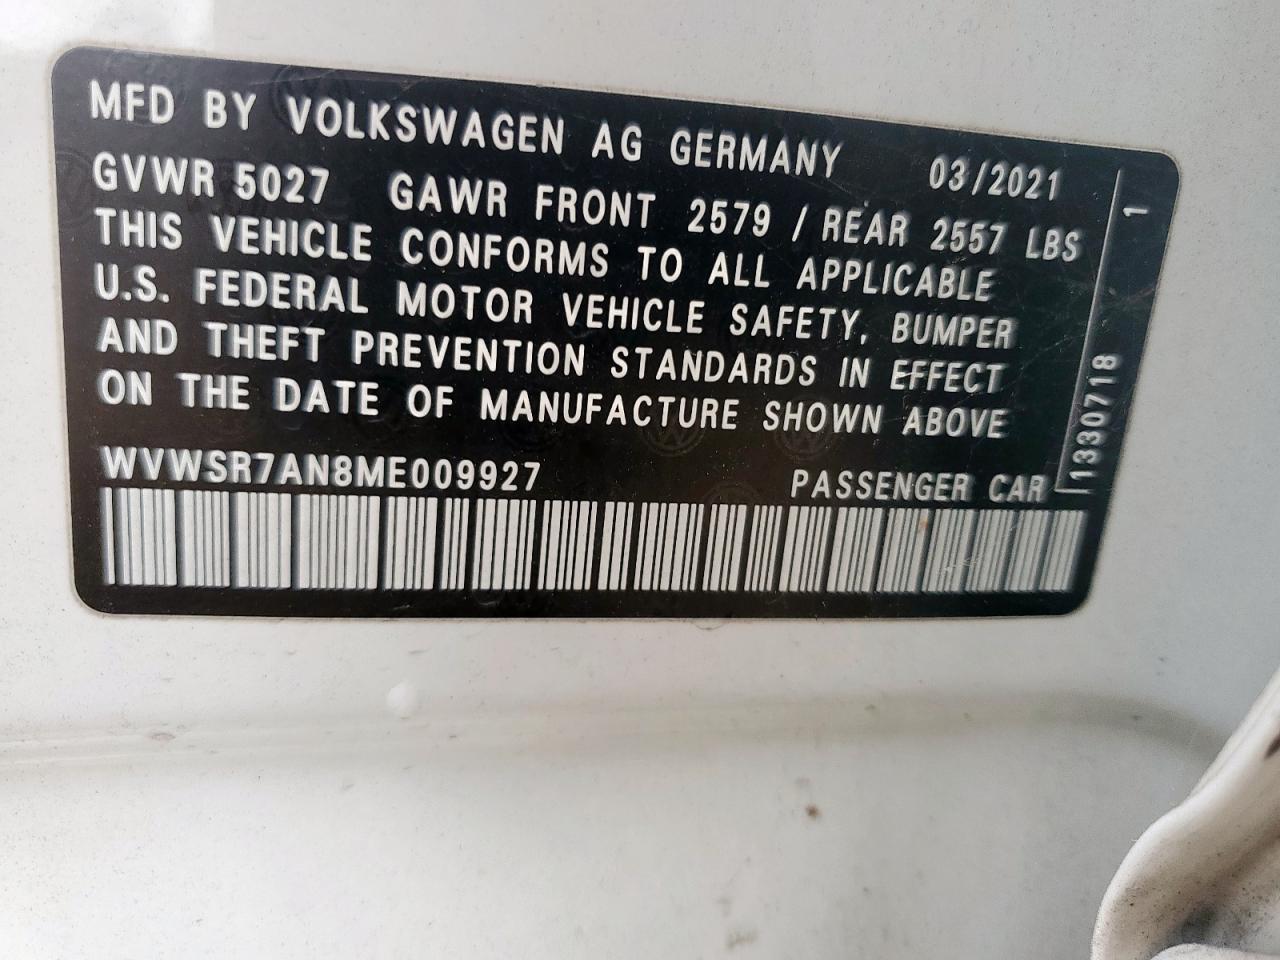 MFD BY VOLKSWAGEN AG GERMANY 03/2021
GVWR 5027 GAWR FRONT 2579 / REAR 2557 LBS
THIS VEHICLE CONFORMS TO ALL APPLICABLE
U.S. FEDERAL MOTOR VEHICLE SAFETY, BUMPER
AND THEFT PREVENTION STANDARDS IN EFFECT
ON THE DATE OF MANUFACTURE SHOWN ABOVE
WVWSR7AN8ME009927 PASSENGER CAR
1330718 1